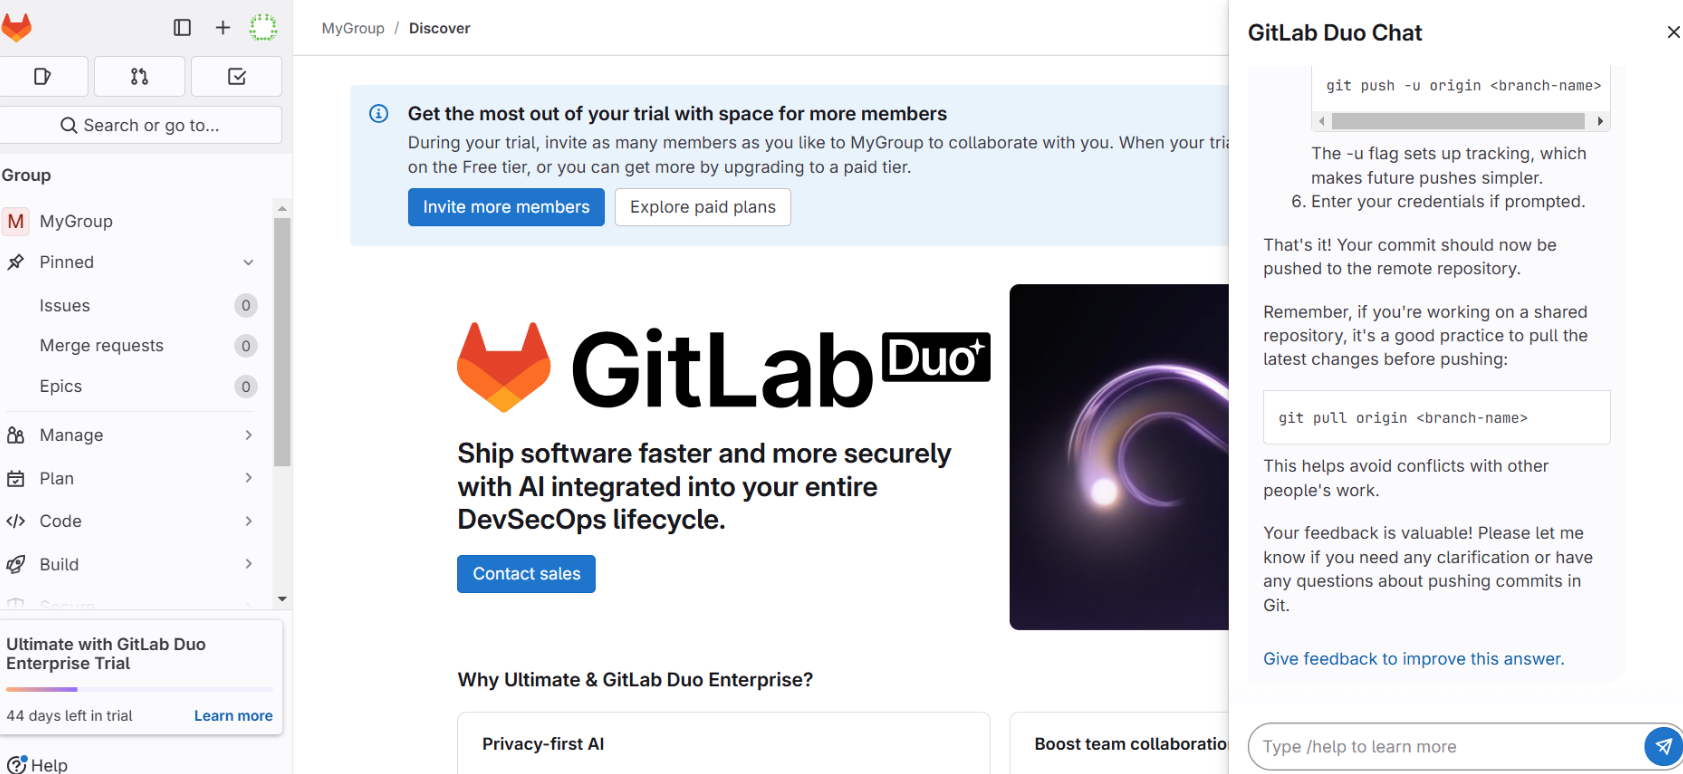 MyGroup / Discover
Search or go to...
Group
M MyGroup
Pinned
Issues 0
Merge requests 0
Epics 0
Manage
Plan
Code
Build
Secure
Ultimate with GitLab Duo
Enterprise Trial
44 days left in trial Learn more
Help
Get the most out of your trial with space for more members
During your trial, invite as many members as you like to MyGroup to collaborate with you. When your
on the Free tier, or you can get more by upgrading to a paid tier.
Invite more members Explore paid plans
GitLab Duo
Ship software faster and more securely
with AI integrated into your entire
DevSecOps lifecycle.
Contact sales
Why Ultimate & GitLab Duo Enterprise?
Privacy-first AI
Boost team
GitLab Duo Chat
git push -u origin <branch-name>
The -u flag sets up tracking, which
makes future pushes simpler.
6. Enter your credentials if prompted.
That's it! Your commit should now be
pushed to the remote repository.
Remember, if you're working on a shared
repository, it's a good practice to pull the
latest changes before pushing:
git pull origin <branch-name>
This helps avoid conflicts with other
people's work.
Your feedback is valuable! Please let me
know if you need any clarification or have
any questions about pushing commits in
Git.
Give feedback to improve this answer.
Type /help to learn more